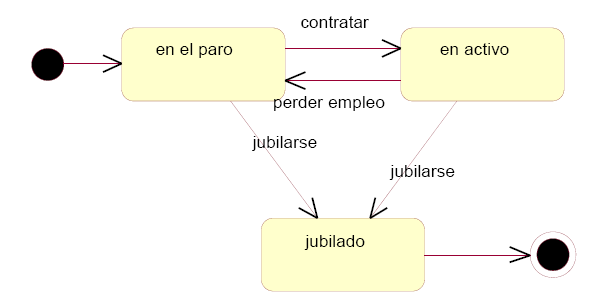 contratar
en el paro
en activo
perder empleo
jubilarse
jubilarse
jubilado